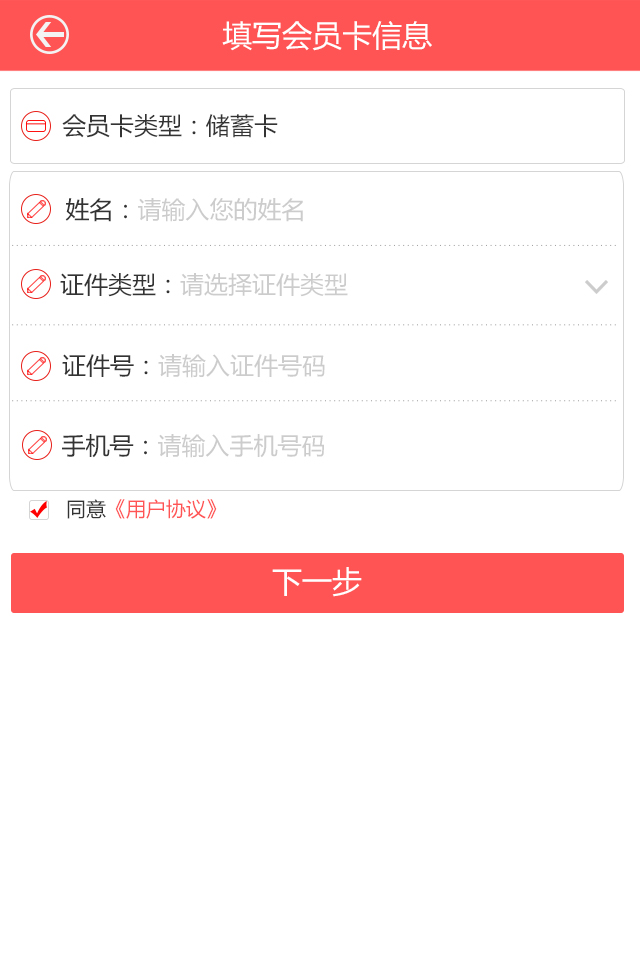 填写会员卡信息
会员卡类型：储蓄卡
姓名：请输入您的姓名
证件类型：请选择证件类型
证件号：请输入证件号码
手机号：请输入手机号码
同意《用户协议》
下一步